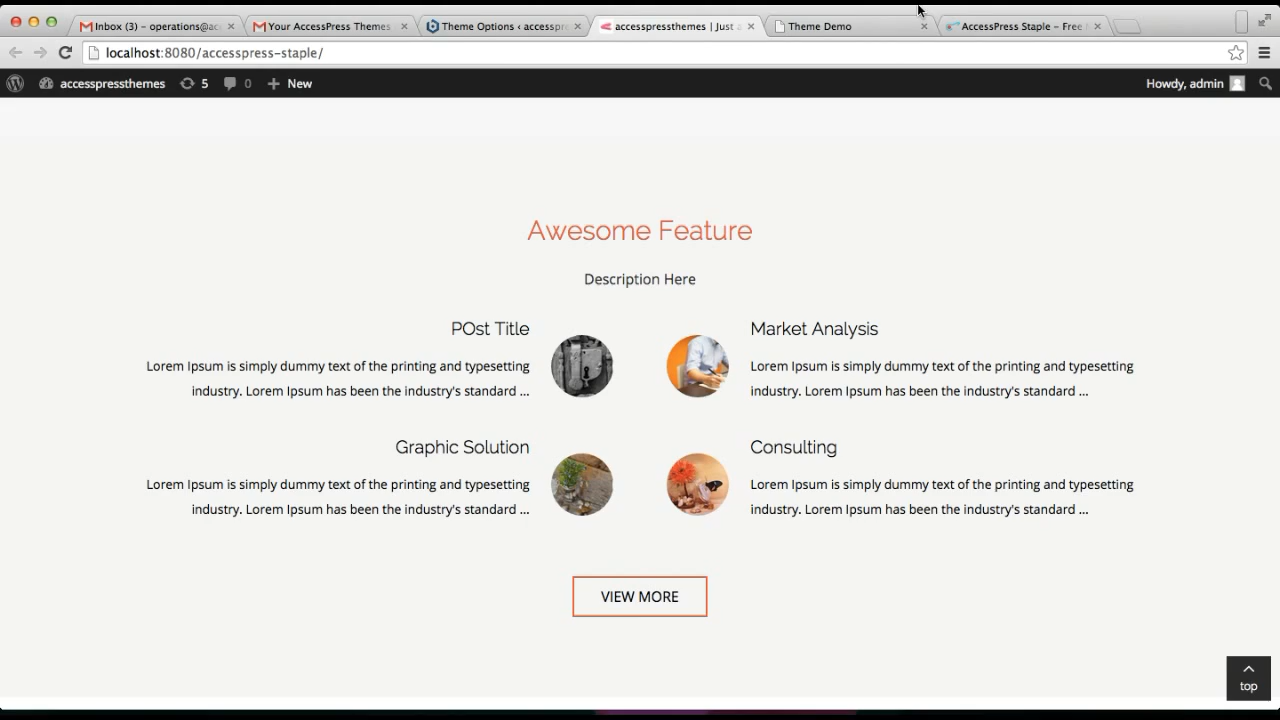 Inbox (3) – operations@ac
Your AccessPress Themes
Theme Options ‹ accesspre
accesspressthemes | Just a
Theme Demo
AccessPress Staple – Free
localhost:8080/accesspress-staple/
accesspressthemes 5 0 + New
Howdy, admin
Awesome Feature
Description Here
POst Title
Lorem Ipsum is simply dummy text of the printing and typesetting
industry. Lorem Ipsum has been the industry's standard ...
Market Analysis
Lorem Ipsum is simply dummy text of the printing and typesetting
industry. Lorem Ipsum has been the industry's standard ...
Graphic Solution
Lorem Ipsum is simply dummy text of the printing and typesetting
industry. Lorem Ipsum has been the industry's standard ...
Consulting
Lorem Ipsum is simply dummy text of the printing and typesetting
industry. Lorem Ipsum has been the industry's standard ...
VIEW MORE
top